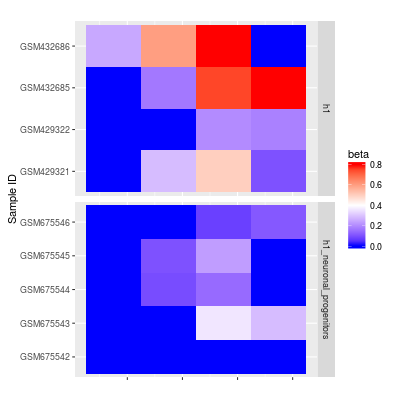 GSM432686
GSM432685
GSM429322
GSM429321
h1
GSM675546
GSM675545
GSM675544
GSM675543
GSM675542
h1_neuronal_progenitors
Sample ID
beta
0.8
0.6
0.4
0.2
0.0